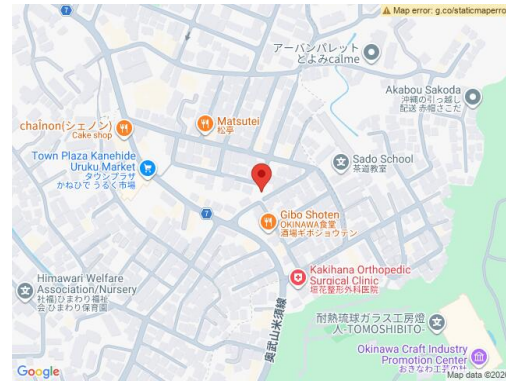 7
Map error: g.co/staticmaperro
アーバンパレット
とよみcalme
Akabou Sakoda
沖縄の引っ越し
配送 赤帽さこだ
chaînon(シェノン)
Cake shop
Matsutei
松亭
Town Plaza Kanehide
Uruku Market
タウンプラザ
かねひで うるく市場
Sado School
茶道教室
7
Gibo Shoten
OKINAWA食堂
酒場ギボジョウテン
Kakihana Orthopedic
Surgical Clinic
垣花整形外科医院
Himawari Welfare
Association/Nursery
社福)ひまわり福祉
会 ひまわり保育園
奥武山米須線
耐熱琉球ガラス工房燈
人-TOMOSHIBITO-
Okinawa Craft Industry
Promotion Center
おきなわ工芸の杜
Google
Map data ©2026